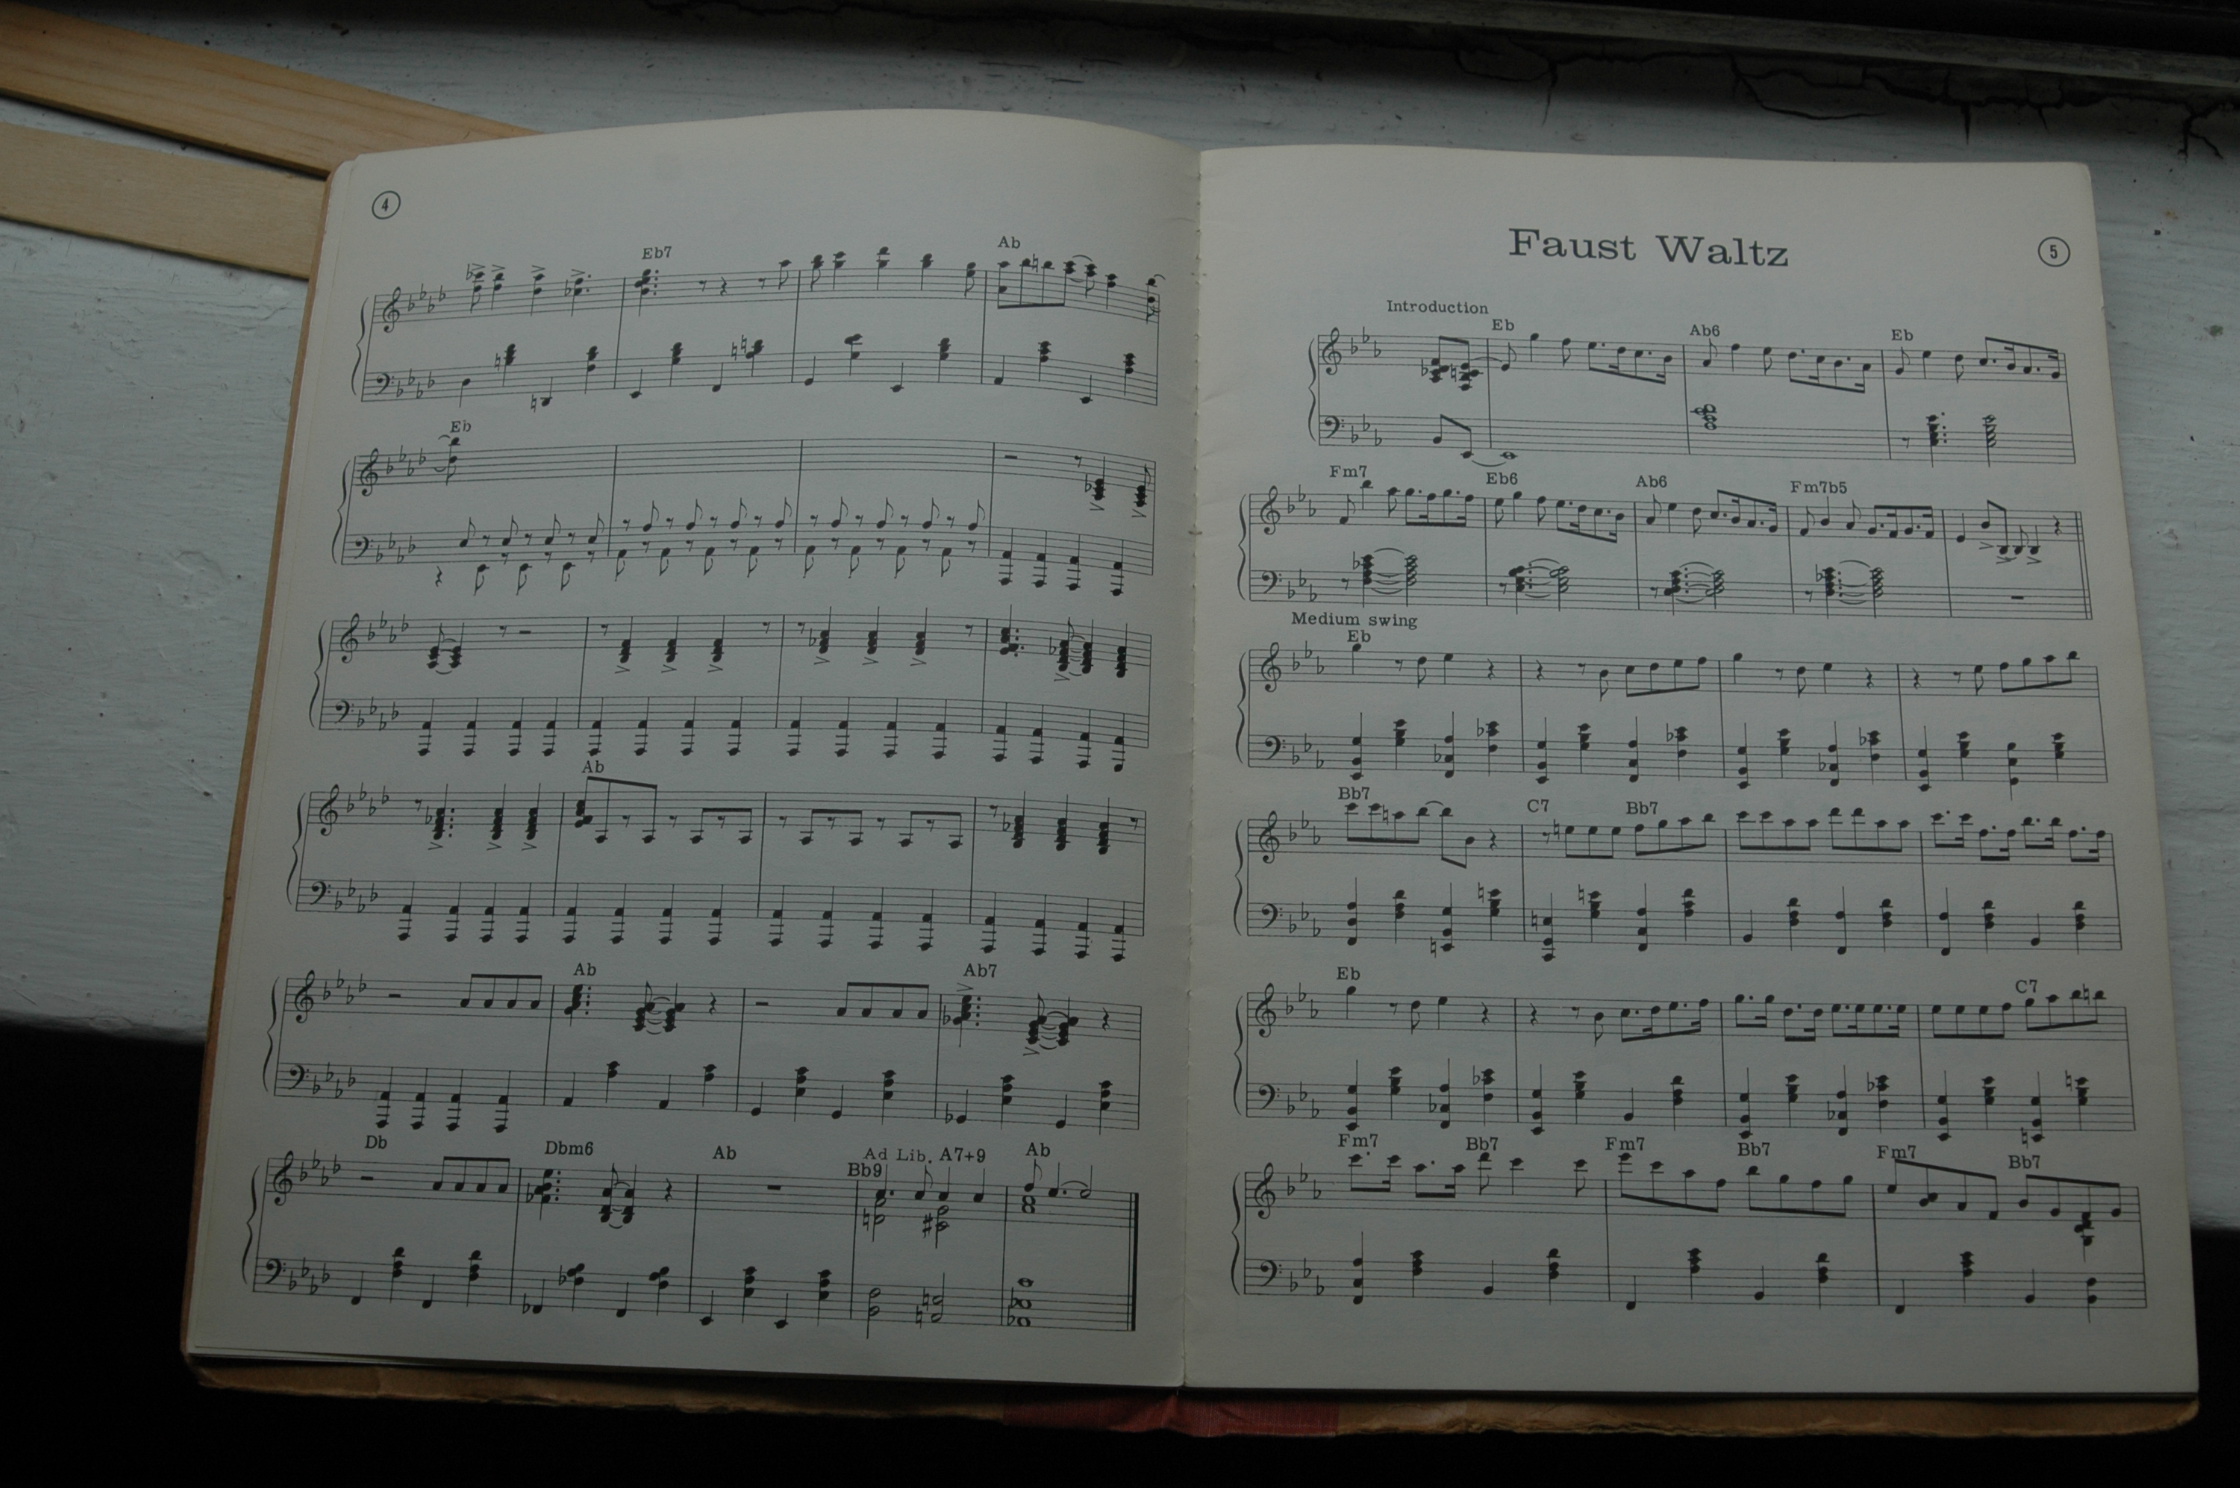 4
Eb7 Ab
Eb
Ab
Ab Ab7
Db Dbm6 Ab Bb9 Ad Lib. A7+9 Ab
Faust Waltz
5
Introduction
Eb Ab6 Eb
Fm7 Eb6 Ab6 Fm7b5
Medium swing
Eb
Bb7 C7 Bb7
Eb C7
Fm7 Bb7 Fm7 Bb7 Fm7 Bb7